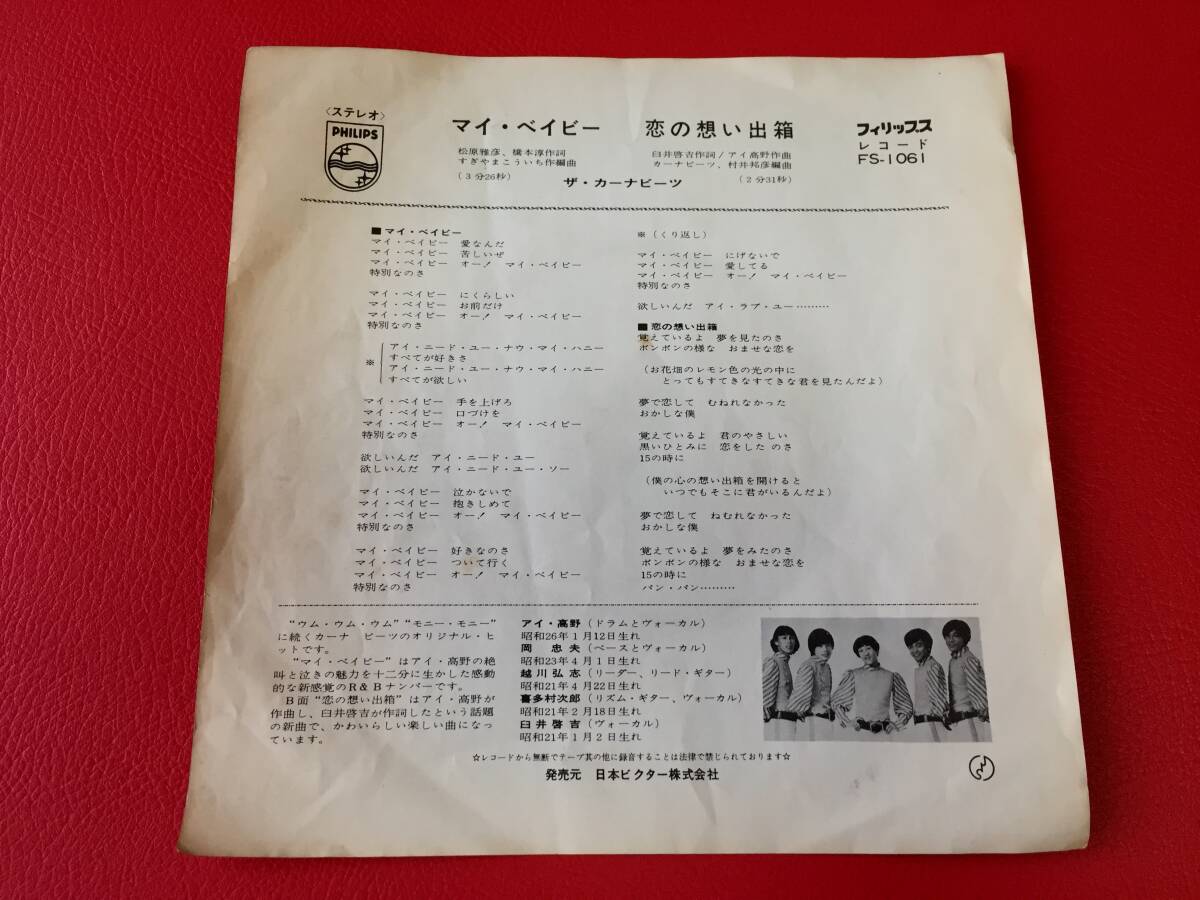 〈ステレオ〉
PHILIPS
マイ・ベイビー
松原雅彦、橋本淳作詞
すぎやまこういち作編曲
(3分26秒)
恋の想い出箱
臼井啓吉作詞/アイ高野作曲
カーナビーツ、村井邦彦編曲
(2分31秒)
ザ・カーナビーツ
フィリップス
レコード
FS-1061
■マイ・ベイビー
マイ・ベイビー 愛なんだ
マイ・ベイビー 苦しいぜ
マイ・ベイビー オー! マイ・ベイビー
特別なのさ
マイ・ベイビー にくらしい
マイ・ベイビー お前だけ
マイ・ベイビー オー! マイ・ベイビー
特別なのさ
※
アイ・ニード・ユー・ナウ・マイ・ハニー
すべてが好きさ
アイ・ニード・ユー・ナウ・マイ・ハニー
すべてが欲しい
マイ・ベイビー 手を上げろ
マイ・ベイビー 口づけを
マイ・ベイビー オー! マイ・ベイビー
特別なのさ
欲しいんだ アイ・ニード・ユー
欲しいんだ アイ・ニード・ユー・ソー
マイ・ベイビー 泣かないで
マイ・ベイビー 抱きしめて
マイ・ベイビー オー! マイ・ベイビー
特別なのさ
マイ・ベイビー 好きなのさ
マイ・ベイビー ついて行く
マイ・ベイビー オー! マイ・ベイビー
特別なのさ
※(くり返し)
マイ・ベイビー にげないで
マイ・ベイビー 愛してる
マイ・ベイビー オー! マイ・ベイビー
特別なのさ
欲しいんだ アイ・ラブ・ユー………
■恋の想い出箱
覚えているよ 夢を見たのさ
ボンボンの様な おませな恋を
(お花畑のレモン色の光の中に
とってもすてきなすてきな君を見たんだよ)
夢で恋して むねれなかった
おかしな僕
覚えているよ 君のやさしい
黒いひとみに 恋をした のさ
15の時に
(僕の心の想い出箱を開けると
いつでもそこに君がいるんだよ)
夢で恋して ねむれなかった
おかしな僕
覚えているよ 夢をみたのさ
ボンボンの様な おませな恋を
15の時に
パン・パン………
“ウム・ウム・ウム”“モニー・モニー”
に続くカーナ ビーツのオリジナル・ヒ
ットです。
“マイ・ベイビー”はアイ・高野の絶
叫と泣きの魅力を十二分に生かした感動
的な新感覚のR&Bナンバーです。
B面“恋の想い出箱”はアイ・高野が
作曲し、臼井啓吉が作詞したという話題
の新曲で、かわいらしい楽しい曲になっ
ています。
アイ・高野(ドラムとヴォーカル)
昭和26年1月12日生れ
岡 忠夫(ベースとヴォーカル)
昭和23年4月1日生れ
越川弘志(リーダー、リード・ギター)
昭和21年4月22日生れ
喜多村次郎(リズム・ギター、ヴォーカル)
昭和21年2月18日生れ
臼井啓吉(ヴォーカル)
昭和21年1月2日生れ
☆レコードから無断でテープ其の他に録音することは法律で禁じられております☆
発売元 日本ビクター株式会社